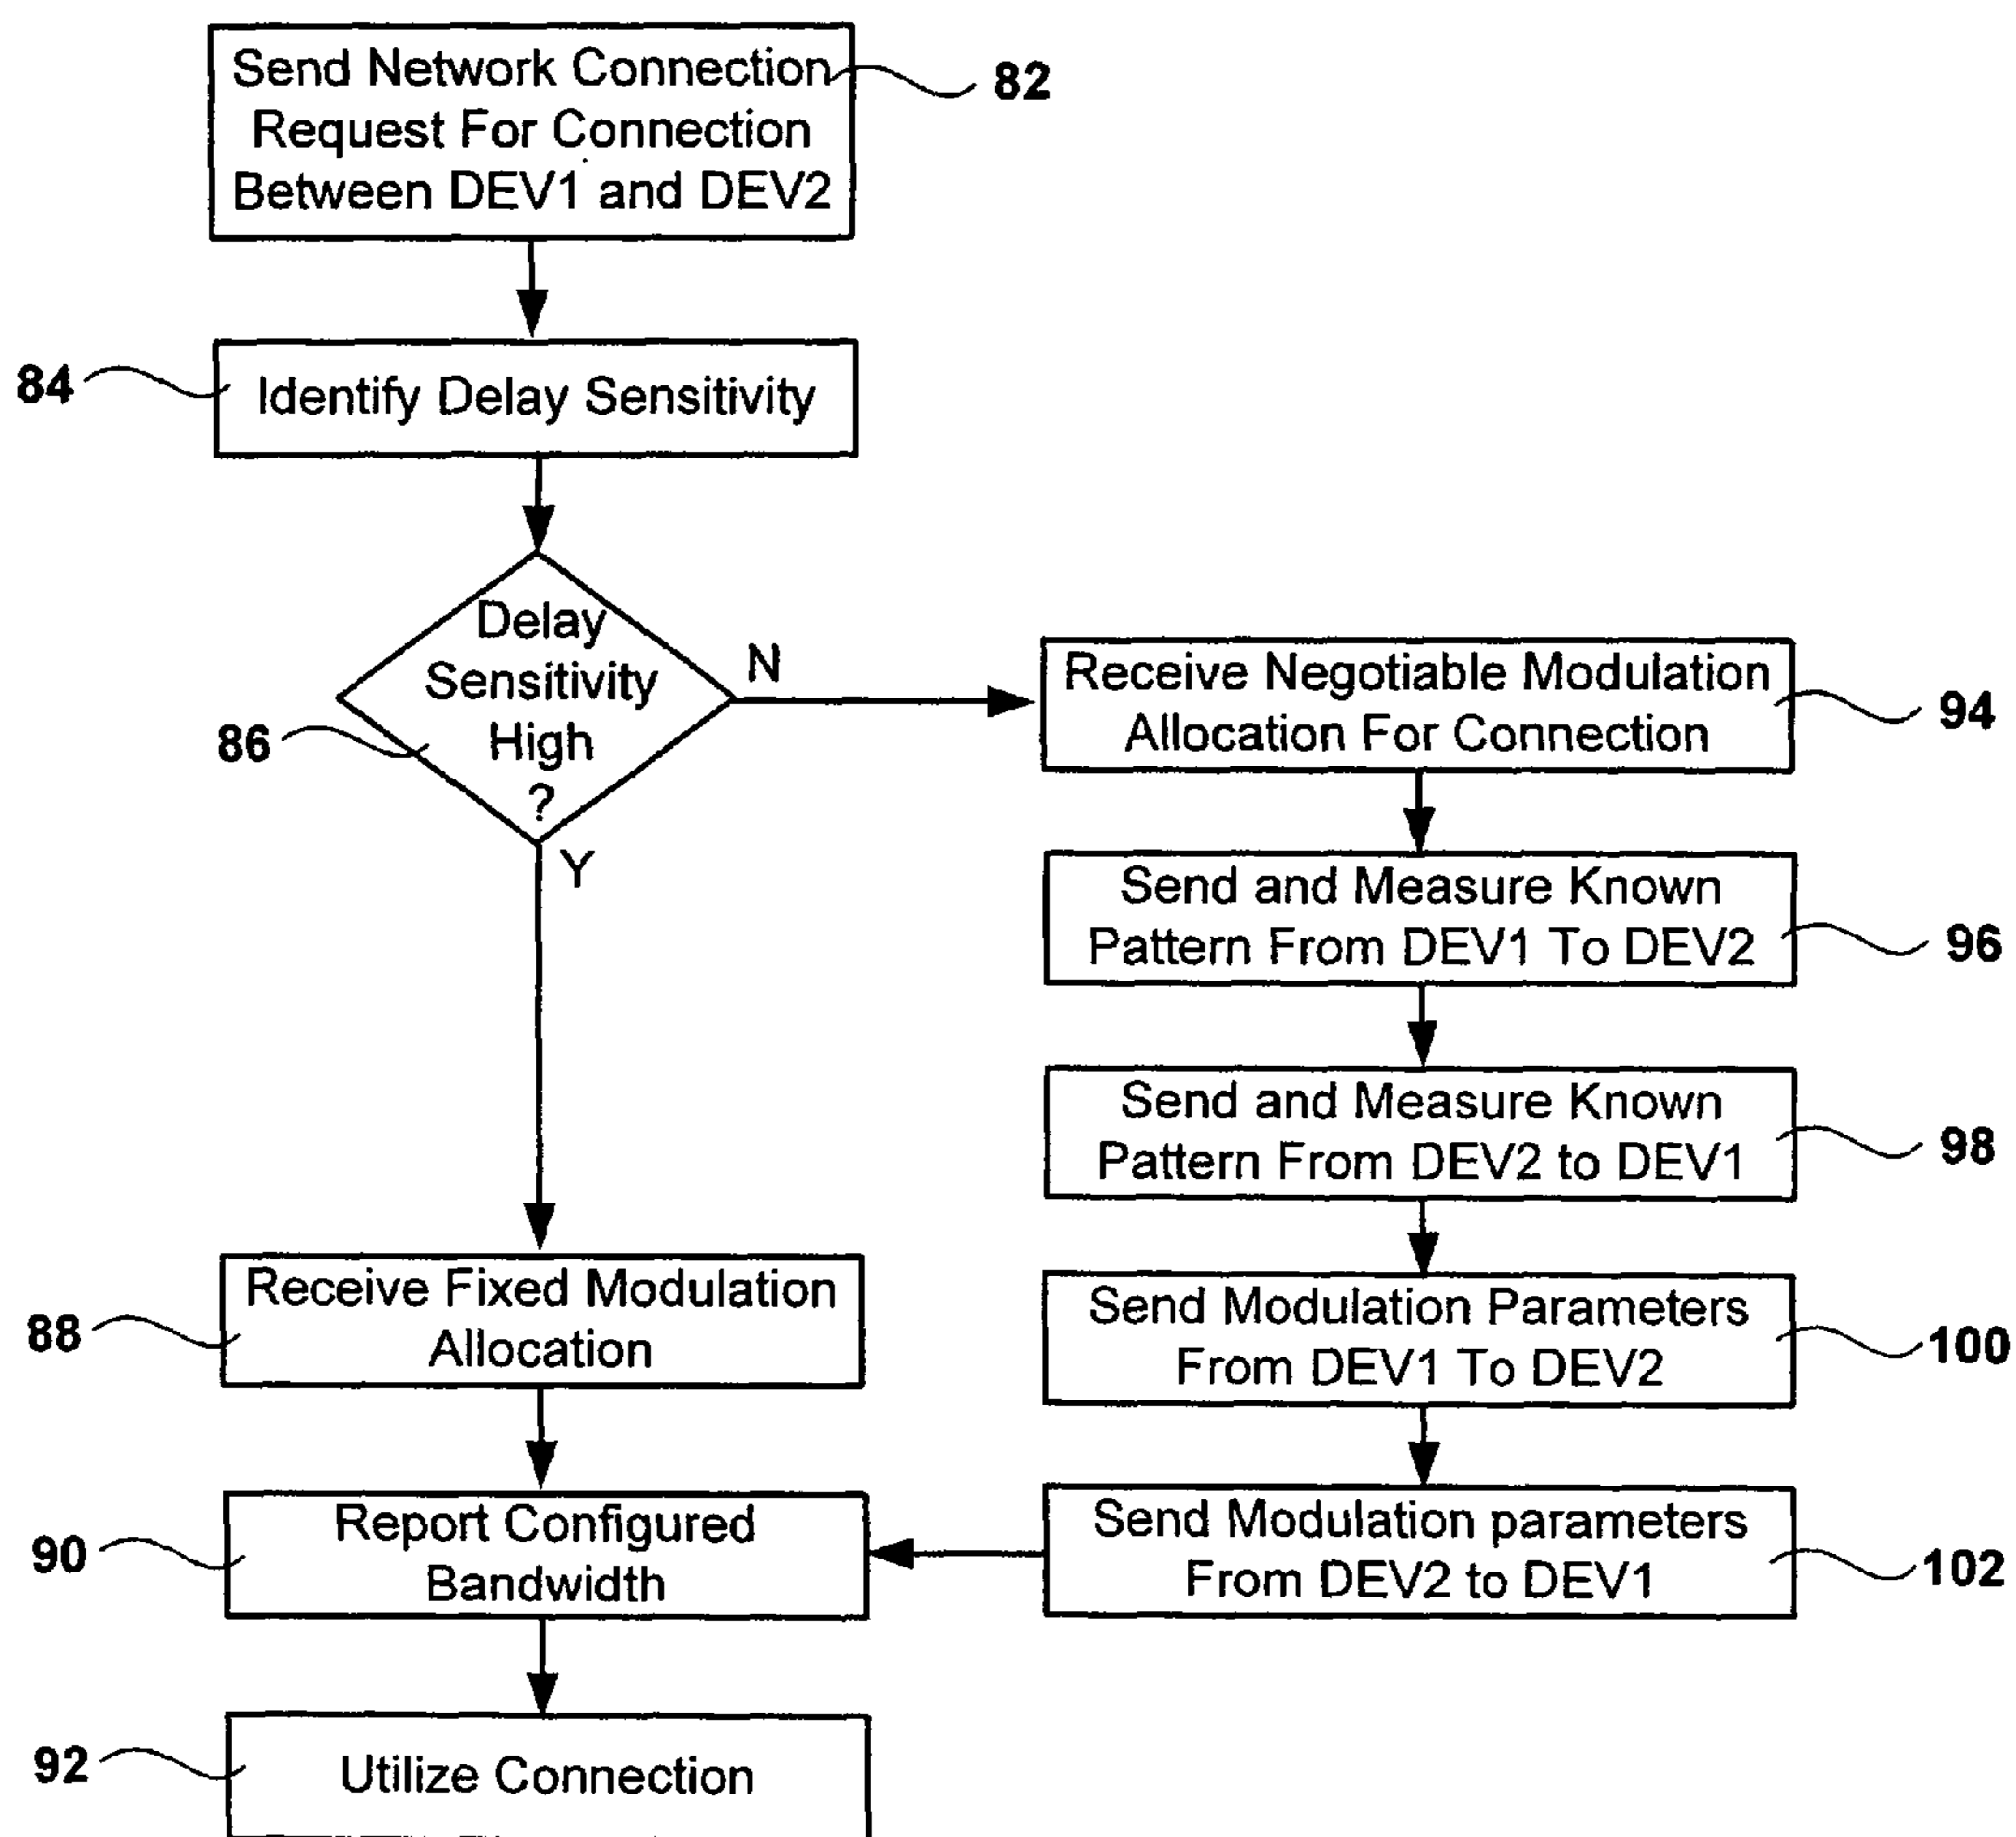 Send Network Connection
Request For Connection
Between DEV1 and DEV2
82
84
Identify Delay Sensitivity
Delay
Sensitivity
High
?
86
N
Y
Receive Negotiable Modulation
Allocation For Connection
94
Send and Measure Known
Pattern From DEV1 To DEV2
96
Send and Measure Known
Pattern From DEV2 to DEV1
98
Receive Fixed Modulation
Allocation
88
Send Modulation Parameters
From DEV1 To DEV2
100
Report Configured
Bandwidth
90
Send Modulation parameters
From DEV2 to DEV1
102
92
Utilize Connection